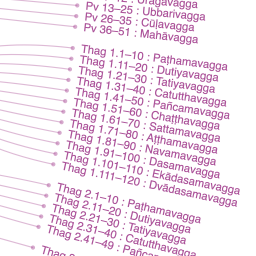 Uragavagga
Pv 13–25 : Ubbarivagga
Pv 26–35 : Cūḷavagga
Pv 36–51 : Mahāvagga
Thag 1.1–10 : Paṭhamavagga
Thag 1.11–20 : Dutiyavagga
Thag 1.21–30 : Tatiyavagga
Thag 1.31–40 : Catutthavagga
Thag 1.41–50 : Pañcamavagga
Thag 1.51–60 : Chaṭṭhavagga
Thag 1.61–70 : Sattamavagga
Thag 1.71–80 : Aṭṭhamavagga
Thag 1.81–90 : Navamavagga
Thag 1.91–100 : Dasamavagga
Thag 1.101–110 : Ekādasamavagga
Thag 1.111–120 : Dvādasamavagga
Thag 2.1–10 : Paṭhamavagga
Thag 2.11–20 : Dutiyavagga
Thag 2.21–30 : Tatiyavagga
Thag 2.31–40 : Catutthavagga
Thag 2.41–49 :
Thag